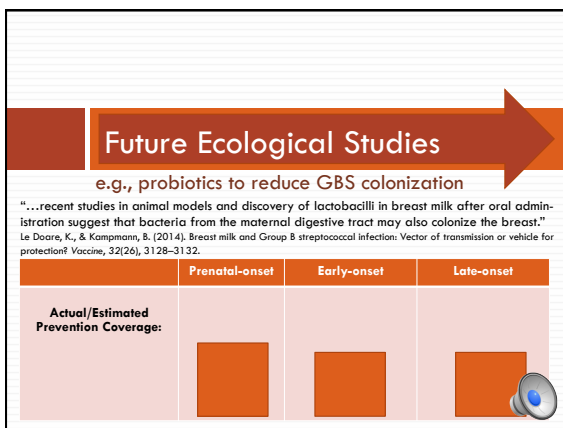 Future Ecological Studies
e.g., probiotics to reduce GBS colonization
“...recent studies in animal models and discovery of lactobacilli in breast milk after oral admin-
istration suggest that bacteria from the maternal digestive tract may also colonize the breast.”
Le Doare, K., & Kampmann, B. (2014). Breast milk and Group B streptococcal infection: Vector of transmission or vehicle for
protection? Vaccine, 32(26), 3128–3132.
Prenatal-onset Early-onset Late-onset
Actual/Estimated
Prevention Coverage: